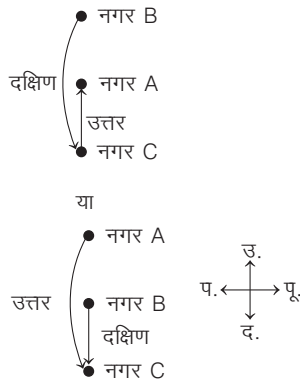 नगर B
दक्षिण
नगर A
उत्तर
नगर C
या
नगर A
उत्तर
नगर B
दक्षिण
नगर C
उ.
प.
पू.
द.